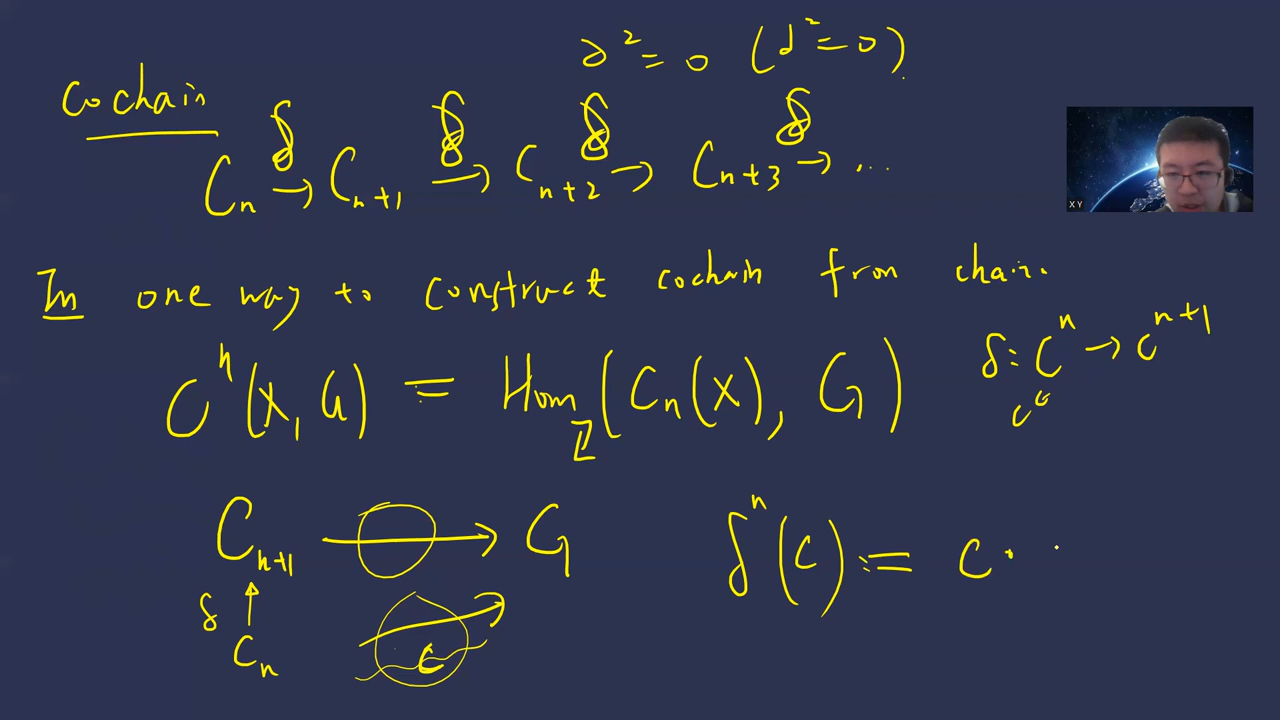 ∂² = 0 (d² = 0)
Cochain
Cₙ →δ Cₙ₊₁ →δ Cₙ₊₂ →δ Cₙ₊₃ →δ ...
In one way to construct cochain from chain.
δ: Cⁿ → Cⁿ⁺¹
Cⁿ(X, G) = Hom_ℤ(Cₙ(X), G)
X Y
Cₙ₊₁ → G
δⁿ(c) := c ·
δ ↑
Cₙ
c